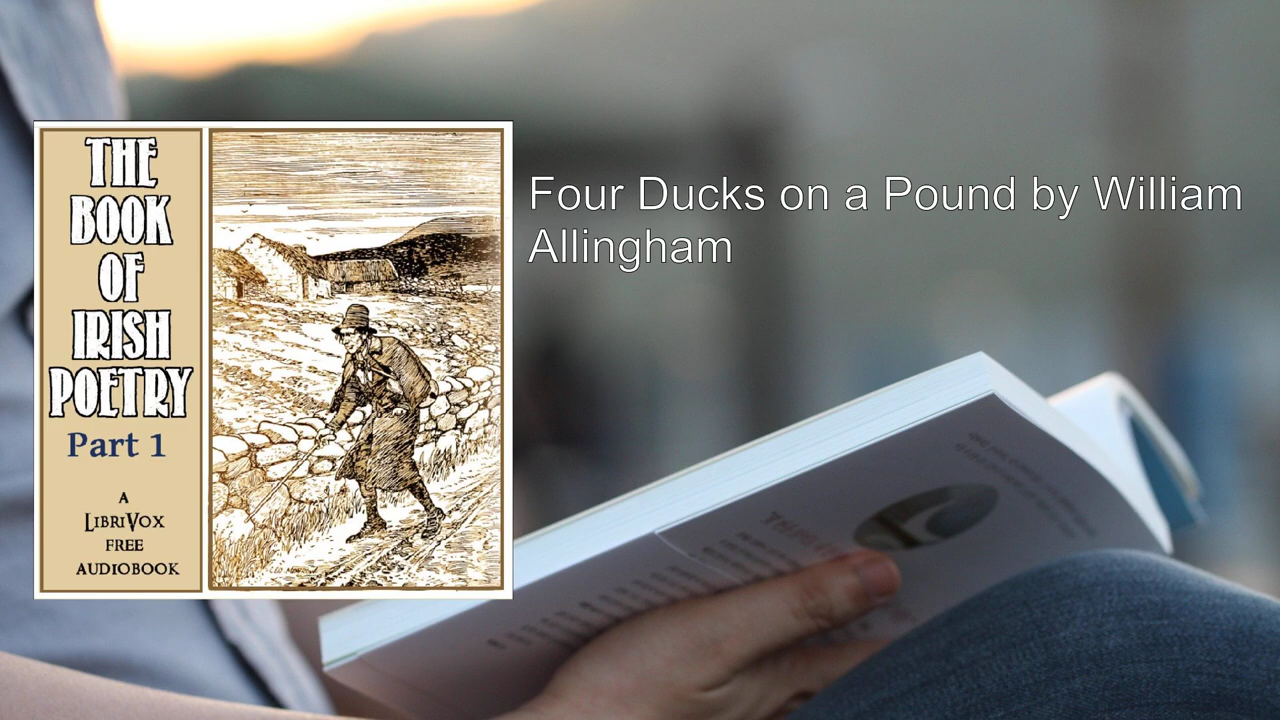 THE
BOOK
OF
IRISH
POETRY
Part 1
A
LIBRIVOX
FREE
AUDIOBOOK
Four Ducks on a Pound by William
Allingham